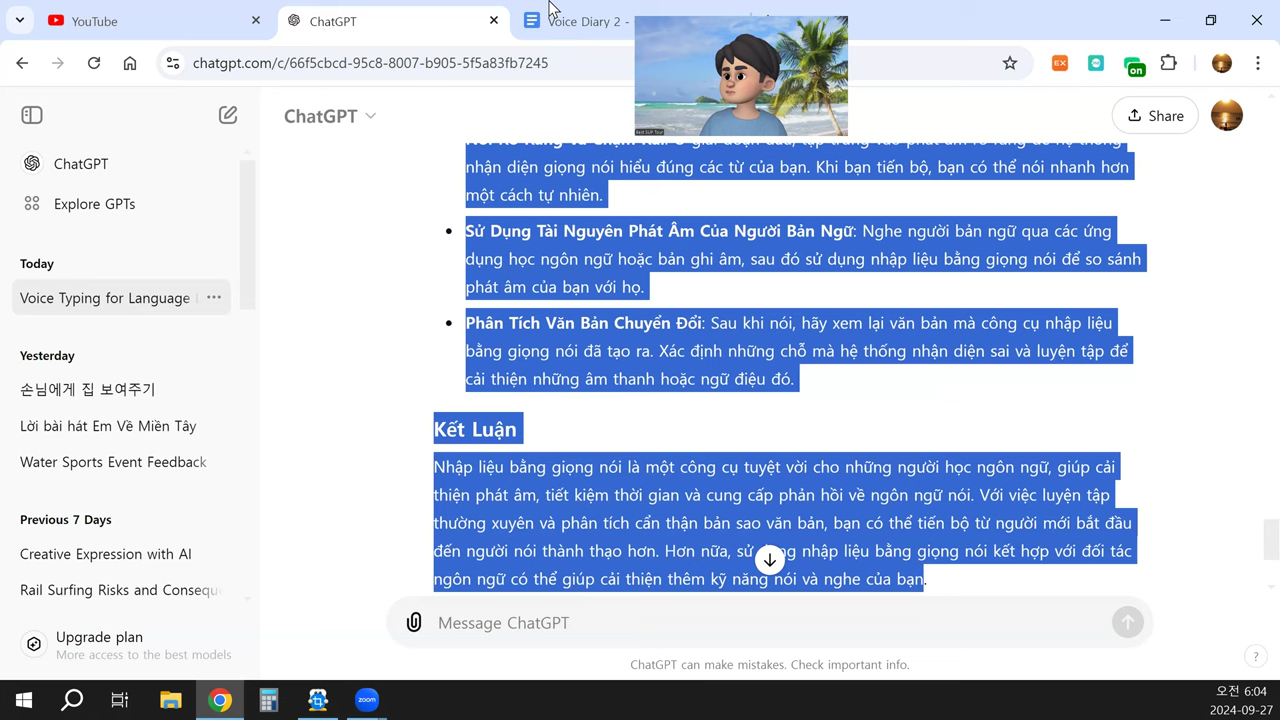 YouTube
ChatGPT
Voice Diary 2 -
chatgpt.com/c/66f5cbcd-95c8-8007-b905-5f5a83fb7245
EX
on
ChatGPT
Share
ChatGPT
Explore GPTs
Today
Voice Typing for Language
Yesterday
손님에게 집 보여주기
Lời bài hát Em Về Miền Tây
Water Sports Event Feedback
Previous 7 Days
Creative Expression with AI
Rail Surfing Risks and Consequ
Upgrade plan
More access to the best models
nhận diện giọng nói hiểu đúng các từ của bạn. Khi bạn tiến bộ, bạn có thể nói nhanh hơn
một cách tự nhiên.
Sử Dụng Tài Nguyên Phát Âm Của Người Bản Ngữ: Nghe người bản ngữ qua các ứng
dụng học ngôn ngữ hoặc bản ghi âm, sau đó sử dụng nhập liệu bằng giọng nói để so sánh
phát âm của bạn với họ.
Phân Tích Văn Bản Chuyển Đổi: Sau khi nói, hãy xem lại văn bản mà công cụ nhập liệu
bằng giọng nói đã tạo ra. Xác định những chỗ mà hệ thống nhận diện sai và luyện tập để
cải thiện những âm thanh hoặc ngữ điệu đó.
Kết Luận
Nhập liệu bằng giọng nói là một công cụ tuyệt vời cho những người học ngôn ngữ, giúp cải
thiện phát âm, tiết kiệm thời gian và cung cấp phản hồi về ngôn ngữ nói. Với việc luyện tập
thường xuyên và phân tích cẩn thận bản sao văn bản, bạn có thể tiến bộ từ người mới bắt đầu
đến người nói thành thạo hơn. Hơn nữa, sử nhập liệu bằng giọng nói kết hợp với đối tác
ngôn ngữ có thể giúp cải thiện thêm kỹ năng nói và nghe của bạn.
Message ChatGPT
ChatGPT can make mistakes. Check important info.
?
zoom
오전 6:04
2024-09-27